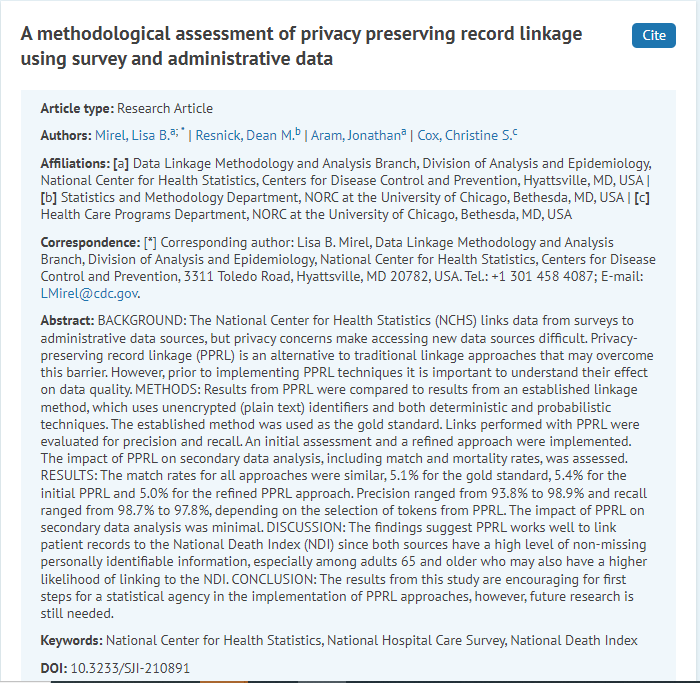 A methodological assessment of privacy preserving record linkage
using survey and administrative data
Cite
Article type: Research Article
Authors: Mirel, Lisa B.a; * | Resnick, Dean M.b | Aram, Jonathana | Cox, Christine S.c
Affiliations: [a] Data Linkage Methodology and Analysis Branch, Division of Analysis and Epidemiology,
National Center for Health Statistics, Centers for Disease Control and Prevention, Hyattsville, MD, USA |
[b] Statistics and Methodology Department, NORC at the University of Chicago, Bethesda, MD, USA | [c]
Health Care Programs Department, NORC at the University of Chicago, Bethesda, MD, USA
Correspondence: [*] Corresponding author: Lisa B. Mirel, Data Linkage Methodology and Analysis
Branch, Division of Analysis and Epidemiology, National Center for Health Statistics, Centers for Disease
Control and Prevention, 3311 Toledo Road, Hyattsville, MD 20782, USA. Tel.: +1 301 458 4087; E-mail:
LMirel@cdc.gov.
Abstract: BACKGROUND: The National Center for Health Statistics (NCHS) links data from surveys to
administrative data sources, but privacy concerns make accessing new data sources difficult. Privacy-
preserving record linkage (PPRL) is an alternative to traditional linkage approaches that may overcome
this barrier. However, prior to implementing PPRL techniques it is important to understand their effect
on data quality. METHODS: Results from PPRL were compared to results from an established linkage
method, which uses unencrypted (plain text) identifiers and both deterministic and probabilistic
techniques. The established method was used as the gold standard. Links performed with PPRL were
evaluated for precision and recall. An initial assessment and a refined approach were implemented.
The impact of PPRL on secondary data analysis, including match and mortality rates, was assessed.
RESULTS: The match rates for all approaches were similar, 5.1% for the gold standard, 5.4% for the
initial PPRL and 5.0% for the refined PPRL approach. Precision ranged from 93.8% to 98.9% and recall
ranged from 98.7% to 97.8%, depending on the selection of tokens from PPRL. The impact of PPRL on
secondary data analysis was minimal. DISCUSSION: The findings suggest PPRL works well to link
patient records to the National Death Index (NDI) since both sources have a high level of non-missing
personally identifiable information, especially among adults 65 and older who may also have a higher
likelihood of linking to the NDI. CONCLUSION: The results from this study are encouraging for first
steps for a statistical agency in the implementation of PPRL approaches, however, future research is
still needed.
Keywords: National Center for Health Statistics, National Hospital Care Survey, National Death Index
DOI: 10.3233/SJI-210891